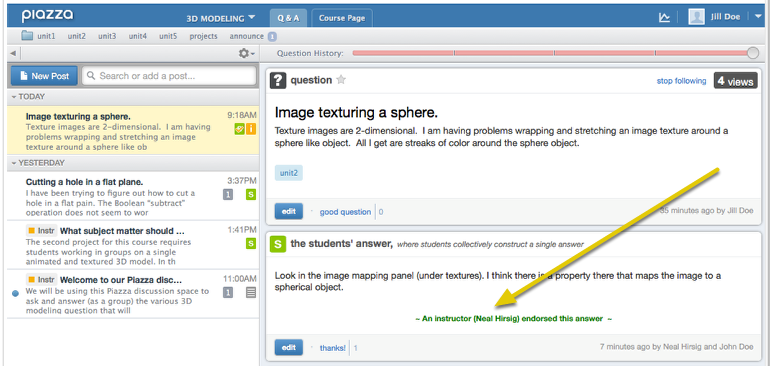 piazza
3D MODELING
Q & A
Course Page
Jill Doe
unit1 unit2 unit3 unit4 unit5 projects announce 1
Question History:
New Post
Search or add a post...
TODAY
Image texturing a sphere. 9:18AM
Texture images are 2-dimensional. I am having
problems wrapping and stretching an image
texture around a sphere like ob
i
YESTERDAY
Cutting a hole in a flat plane. 3:37PM
I have been trying to figure out how to cut a
hole in a flat pain. The Boolean "subtract"
operation does not seem to wor
1 S
Instr What subject matter should ... 1:41PM
The second project for this course requires
students working in groups on a single
animated and textured 3D model. In th
S
Instr Welcome to our Piazza disc... 11:00AM
We will be using this Piazza discussion space to
ask and answer (as a group) the various 3D
modeling question that will
1
? question
stop following
4 views
Image texturing a sphere.
Texture images are 2-dimensional. I am having problems wrapping and stretching an image texture around a
sphere like object. All I get are streaks of color around the sphere object.
unit2
edit · good question 0
35 minutes ago by Jill Doe
S the students' answer, where students collectively construct a single answer
Look in the image mapping panel (under textures). I think there is a property there that maps the image to a
spherical object.
~ An instructor (Neal Hirsig) endorsed this answer ~
edit · thanks! 1
7 minutes ago by Neal Hirsig and John Doe